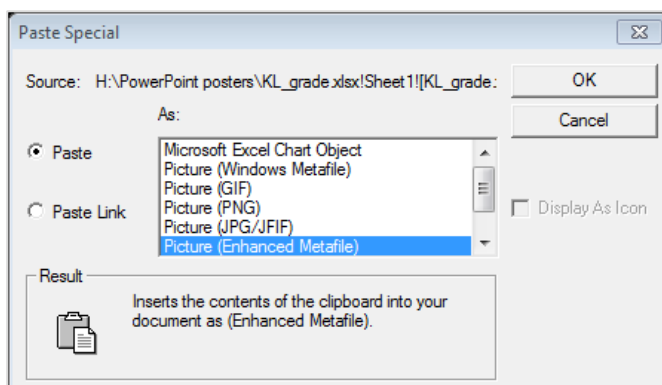 Paste Special
Source: H:\PowerPoint posters\KL_grade.xlsx!Sheet1![KL_grade.:
OK
As:
Cancel
Paste
Microsoft Excel Chart Object
Picture (Windows Metafile)
Picture (GIF)
Picture (PNG)
Paste Link
Display As Icon
Picture (JPG/JFIF)
Picture (Enhanced Metafile)
Result
Inserts the contents of the clipboard into your
document as (Enhanced Metafile).